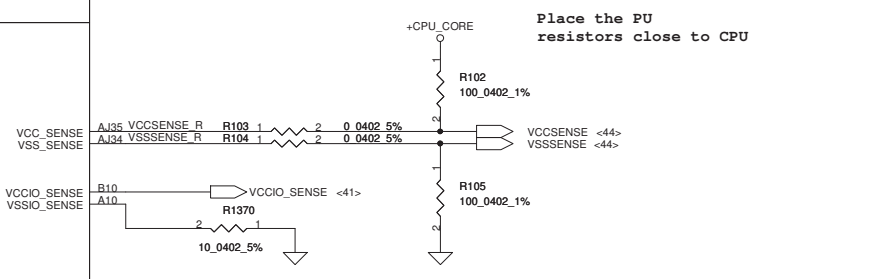 Place the PU
resistors close to CPU
+CPU_CORE
1
R102
100_0402_1%
2
VCC_SENSE AJ35 VCCSENSE_R R103 1 2 0_0402_5% VCCSENSE <44>
VSS_SENSE AJ34 VSSSENSE_R R104 1 2 0_0402_5% VSSSENSE <44>
1
R105
100_0402_1%
2
VCCIO_SENSE B10 VCCIO_SENSE <41>
VSSIO_SENSE A10
R1370
2 1
10_0402_5%